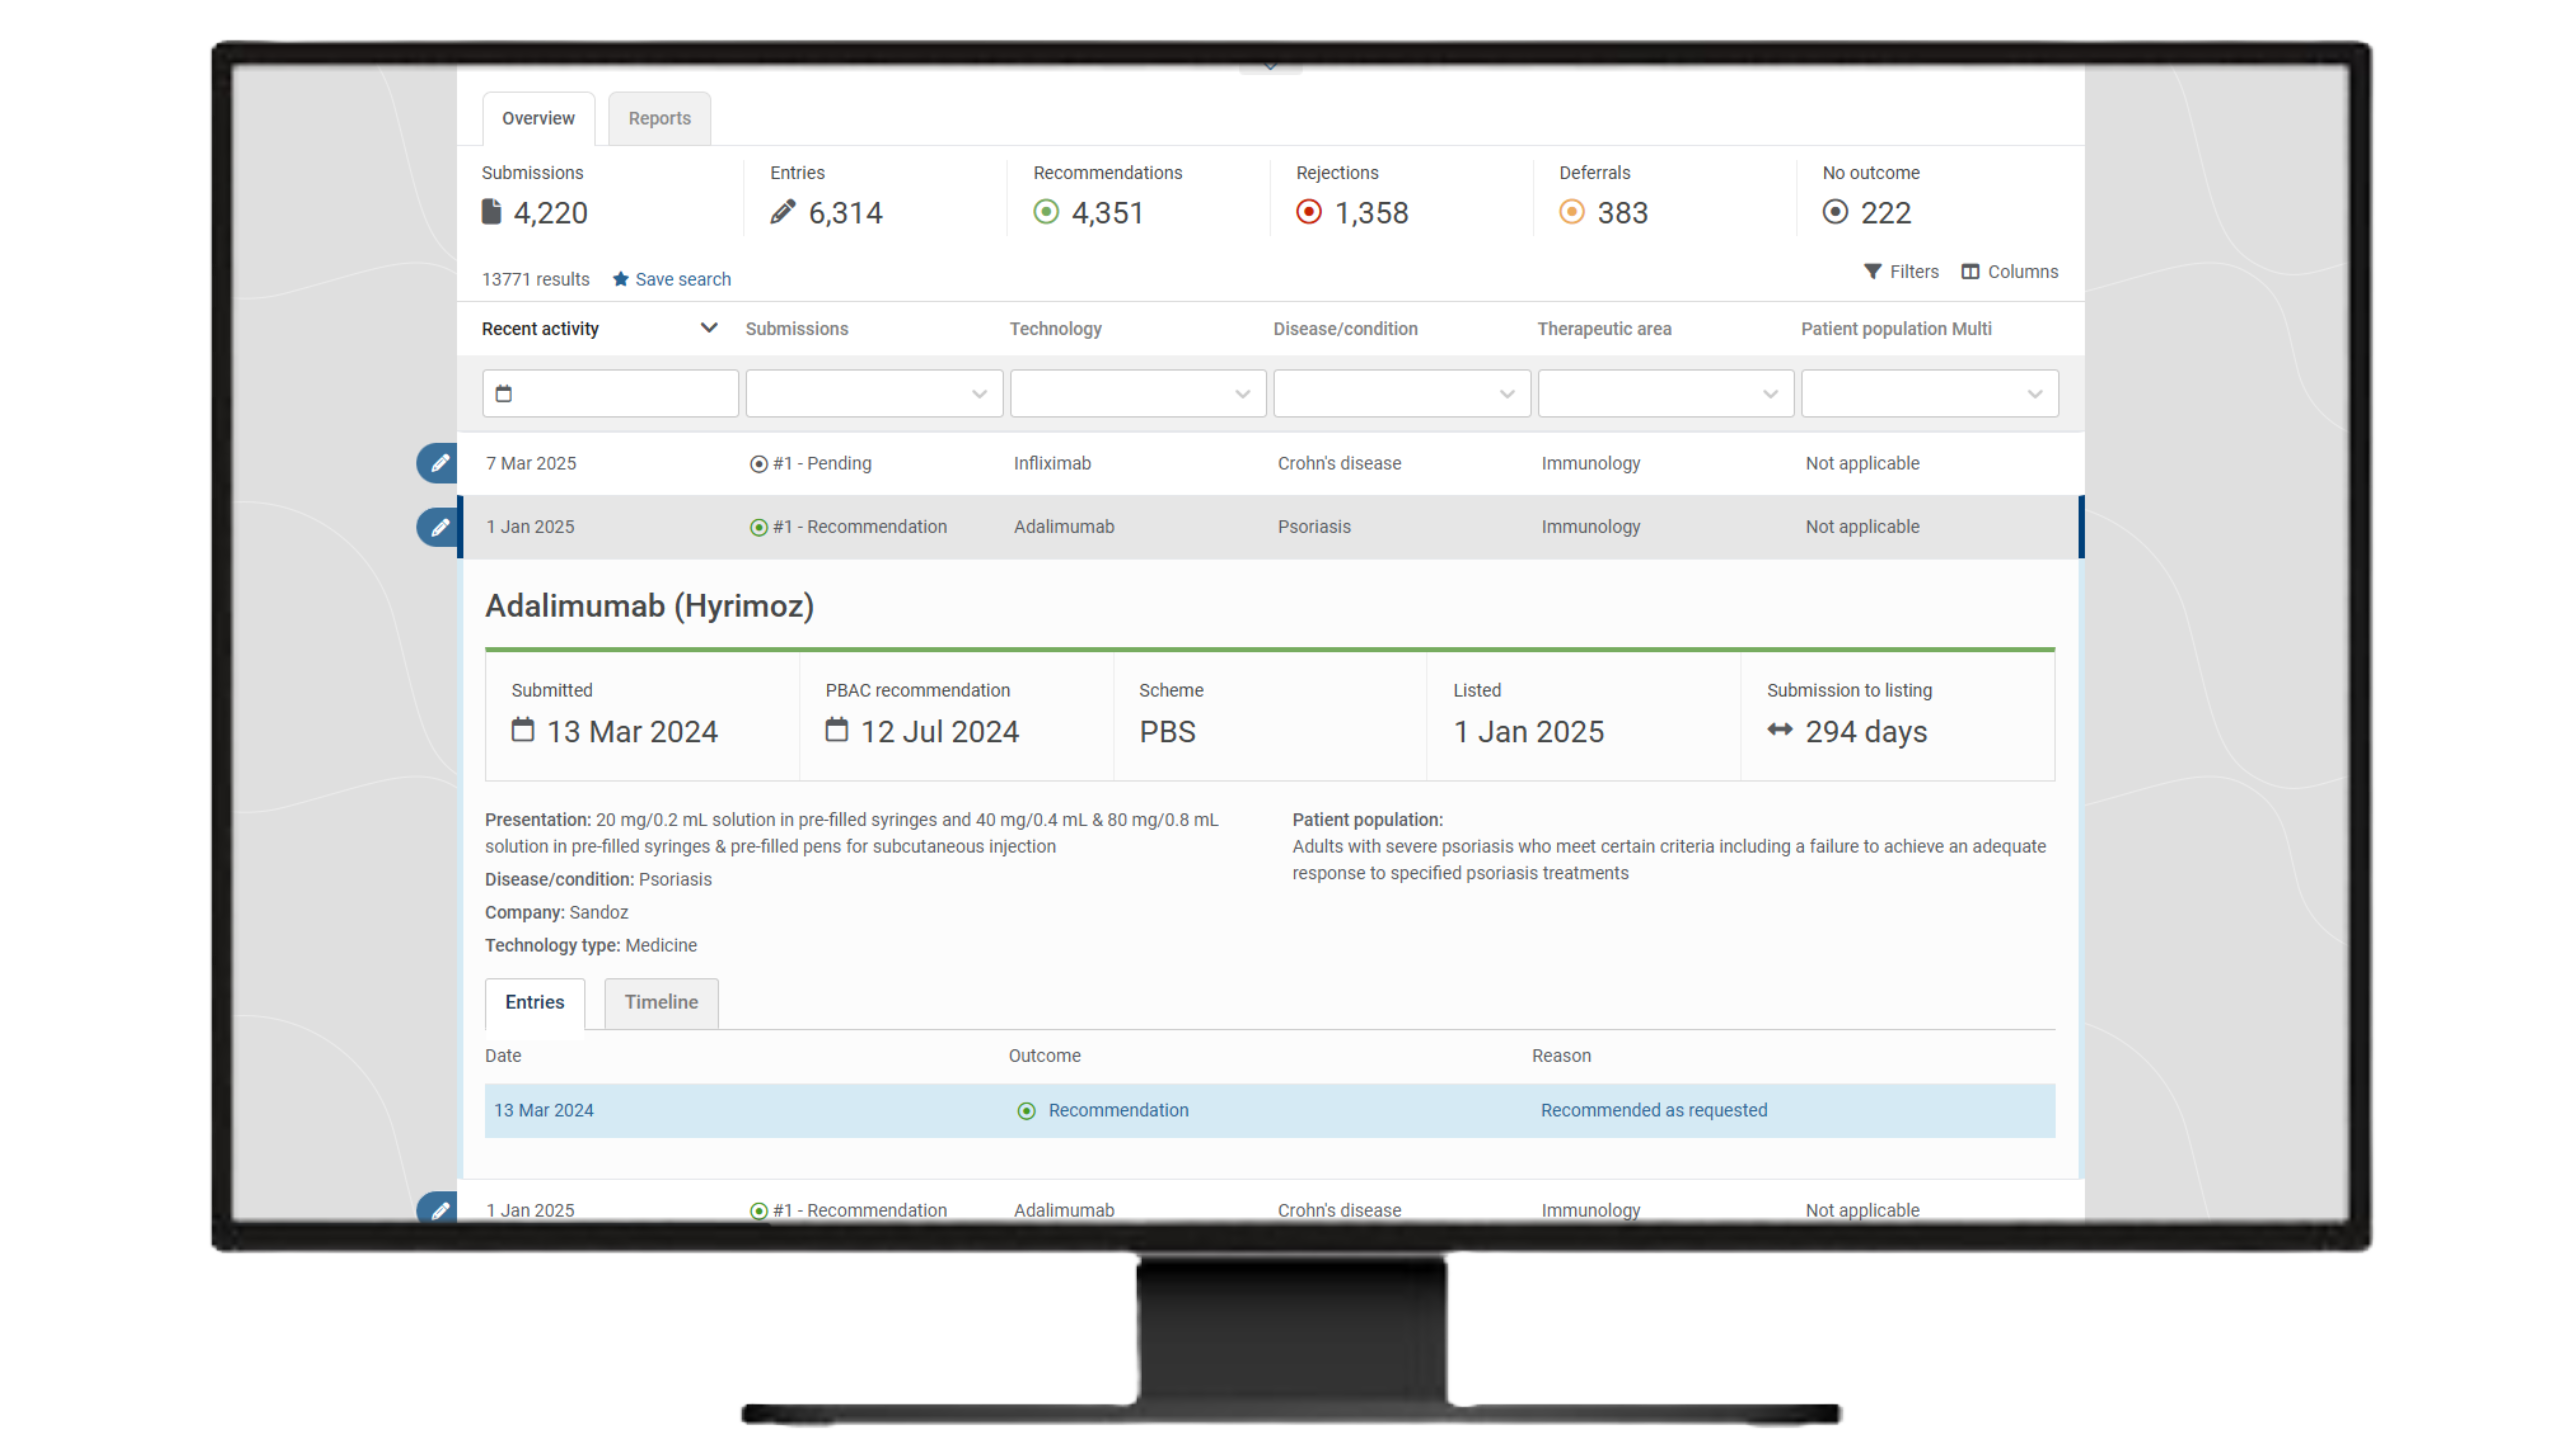 Overview Reports
Submissions Entries Recommendations Rejections Deferrals No outcome
4,220 6,314 4,351 1,358 383 222
13771 results Save search Filters Columns
Recent activity Submissions Technology Disease/condition Therapeutic area Patient population Multi
7 Mar 2025 #1 - Pending Infliximab Crohn's disease Immunology Not applicable
1 Jan 2025 #1 - Recommendation Adalimumab Psoriasis Immunology Not applicable
Adalimumab (Hyrimoz)
Submitted PBAC recommendation Scheme Listed Submission to listing
13 Mar 2024 12 Jul 2024 PBS 1 Jan 2025 294 days
Presentation: 20 mg/0.2 mL solution in pre-filled syringes and 40 mg/0.4 mL & 80 mg/0.8 mL
solution in pre-filled syringes & pre-filled pens for subcutaneous injection
Disease/condition: Psoriasis
Company: Sandoz
Technology type: Medicine
Patient population:
Adults with severe psoriasis who meet certain criteria including a failure to achieve an adequate
response to specified psoriasis treatments
Entries Timeline
Date Outcome Reason
13 Mar 2024 Recommendation Recommended as requested
1 Jan 2025 #1 - Recommendation Adalimumab Crohn's disease Immunology Not applicable